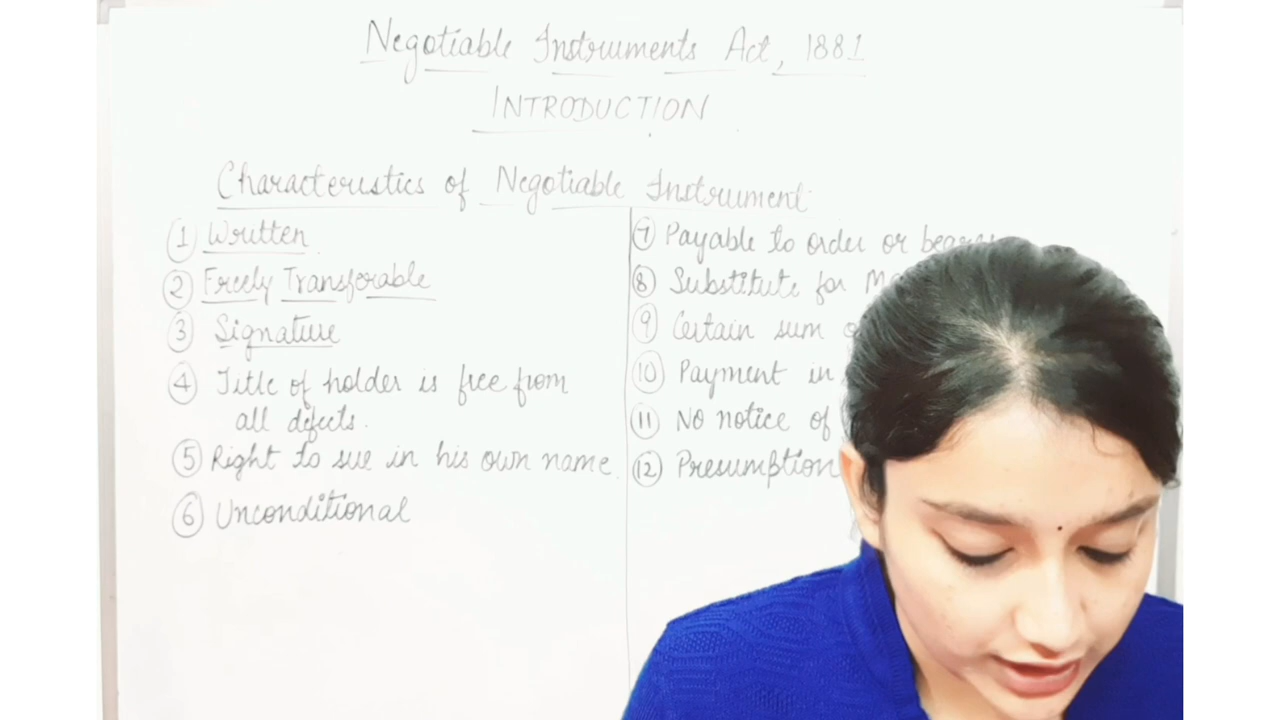 Negotiable Instruments Act, 1881
INTRODUCTION
Characteristics of Negotiable Instrument
① Written
② Freely Transferable
③ Signature
④ Title of holder is free from
all defects.
⑤ Right to sue in his own name
⑥ Unconditional
⑦ Payable to order or bearer
⑧ Substitute for
⑨ Certain sum
⑩ Payment in
⑪ No notice of
⑫ Presumption